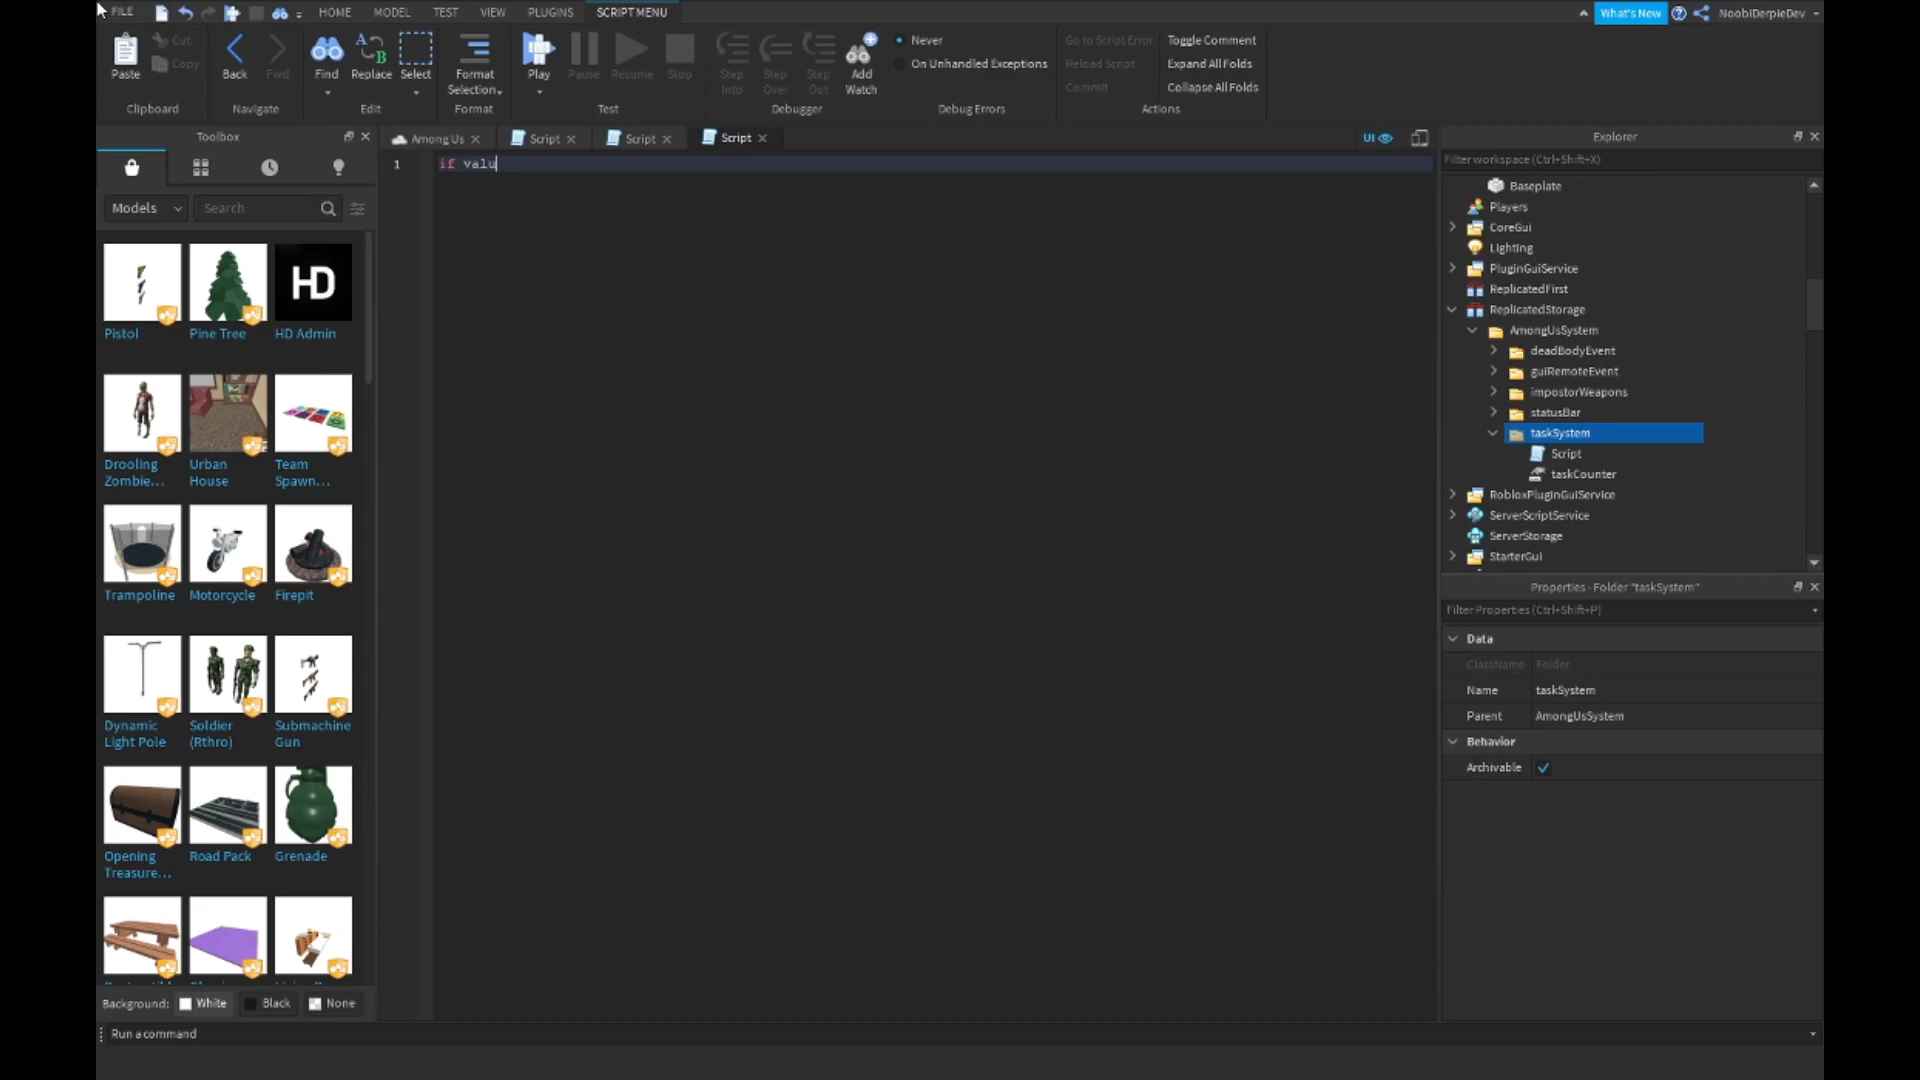 FILE HOME MODEL TEST VIEW PLUGINS SCRIPT MENU What's New NoobiDerpieDev
Paste Cut Copy Back Fwd Find Replace Select Format Selection Play Pause Resume Stop Step Into Step Over Step Out Add Watch Never On Unhandled Exceptions Go to Script Error Reload Script Commit Toggle Comment Expand All Folds Collapse All Folds
Clipboard Navigate Edit Format Test Debugger Debug Errors Actions
Toolbox
Among Us Script Script Script UI
Models Search
Pistol Pine Tree HD Admin
HD
Drooling Zombie... Urban House Team Spawn...
Trampoline Motorcycle Firepit
Dynamic Light Pole Soldier (Rthro) Submachine Gun
Opening Treasure... Road Pack Grenade
Background: White Black None
Run a command
1 if valu
Explorer
Filter workspace (Ctrl+Shift+X)
Baseplate
Players
CoreGui
Lighting
PluginGuiService
ReplicatedFirst
ReplicatedStorage
AmongUsSystem
deadBodyEvent
guiRemoteEvent
impostorWeapons
statusBar
taskSystem
Script
taskCounter
RobloxPluginGuiService
ServerScriptService
ServerStorage
StarterGui
Properties - Folder "taskSystem"
Filter Properties (Ctrl+Shift+P)
Data
ClassName Folder
Name taskSystem
Parent AmongUsSystem
Behavior
Archivable